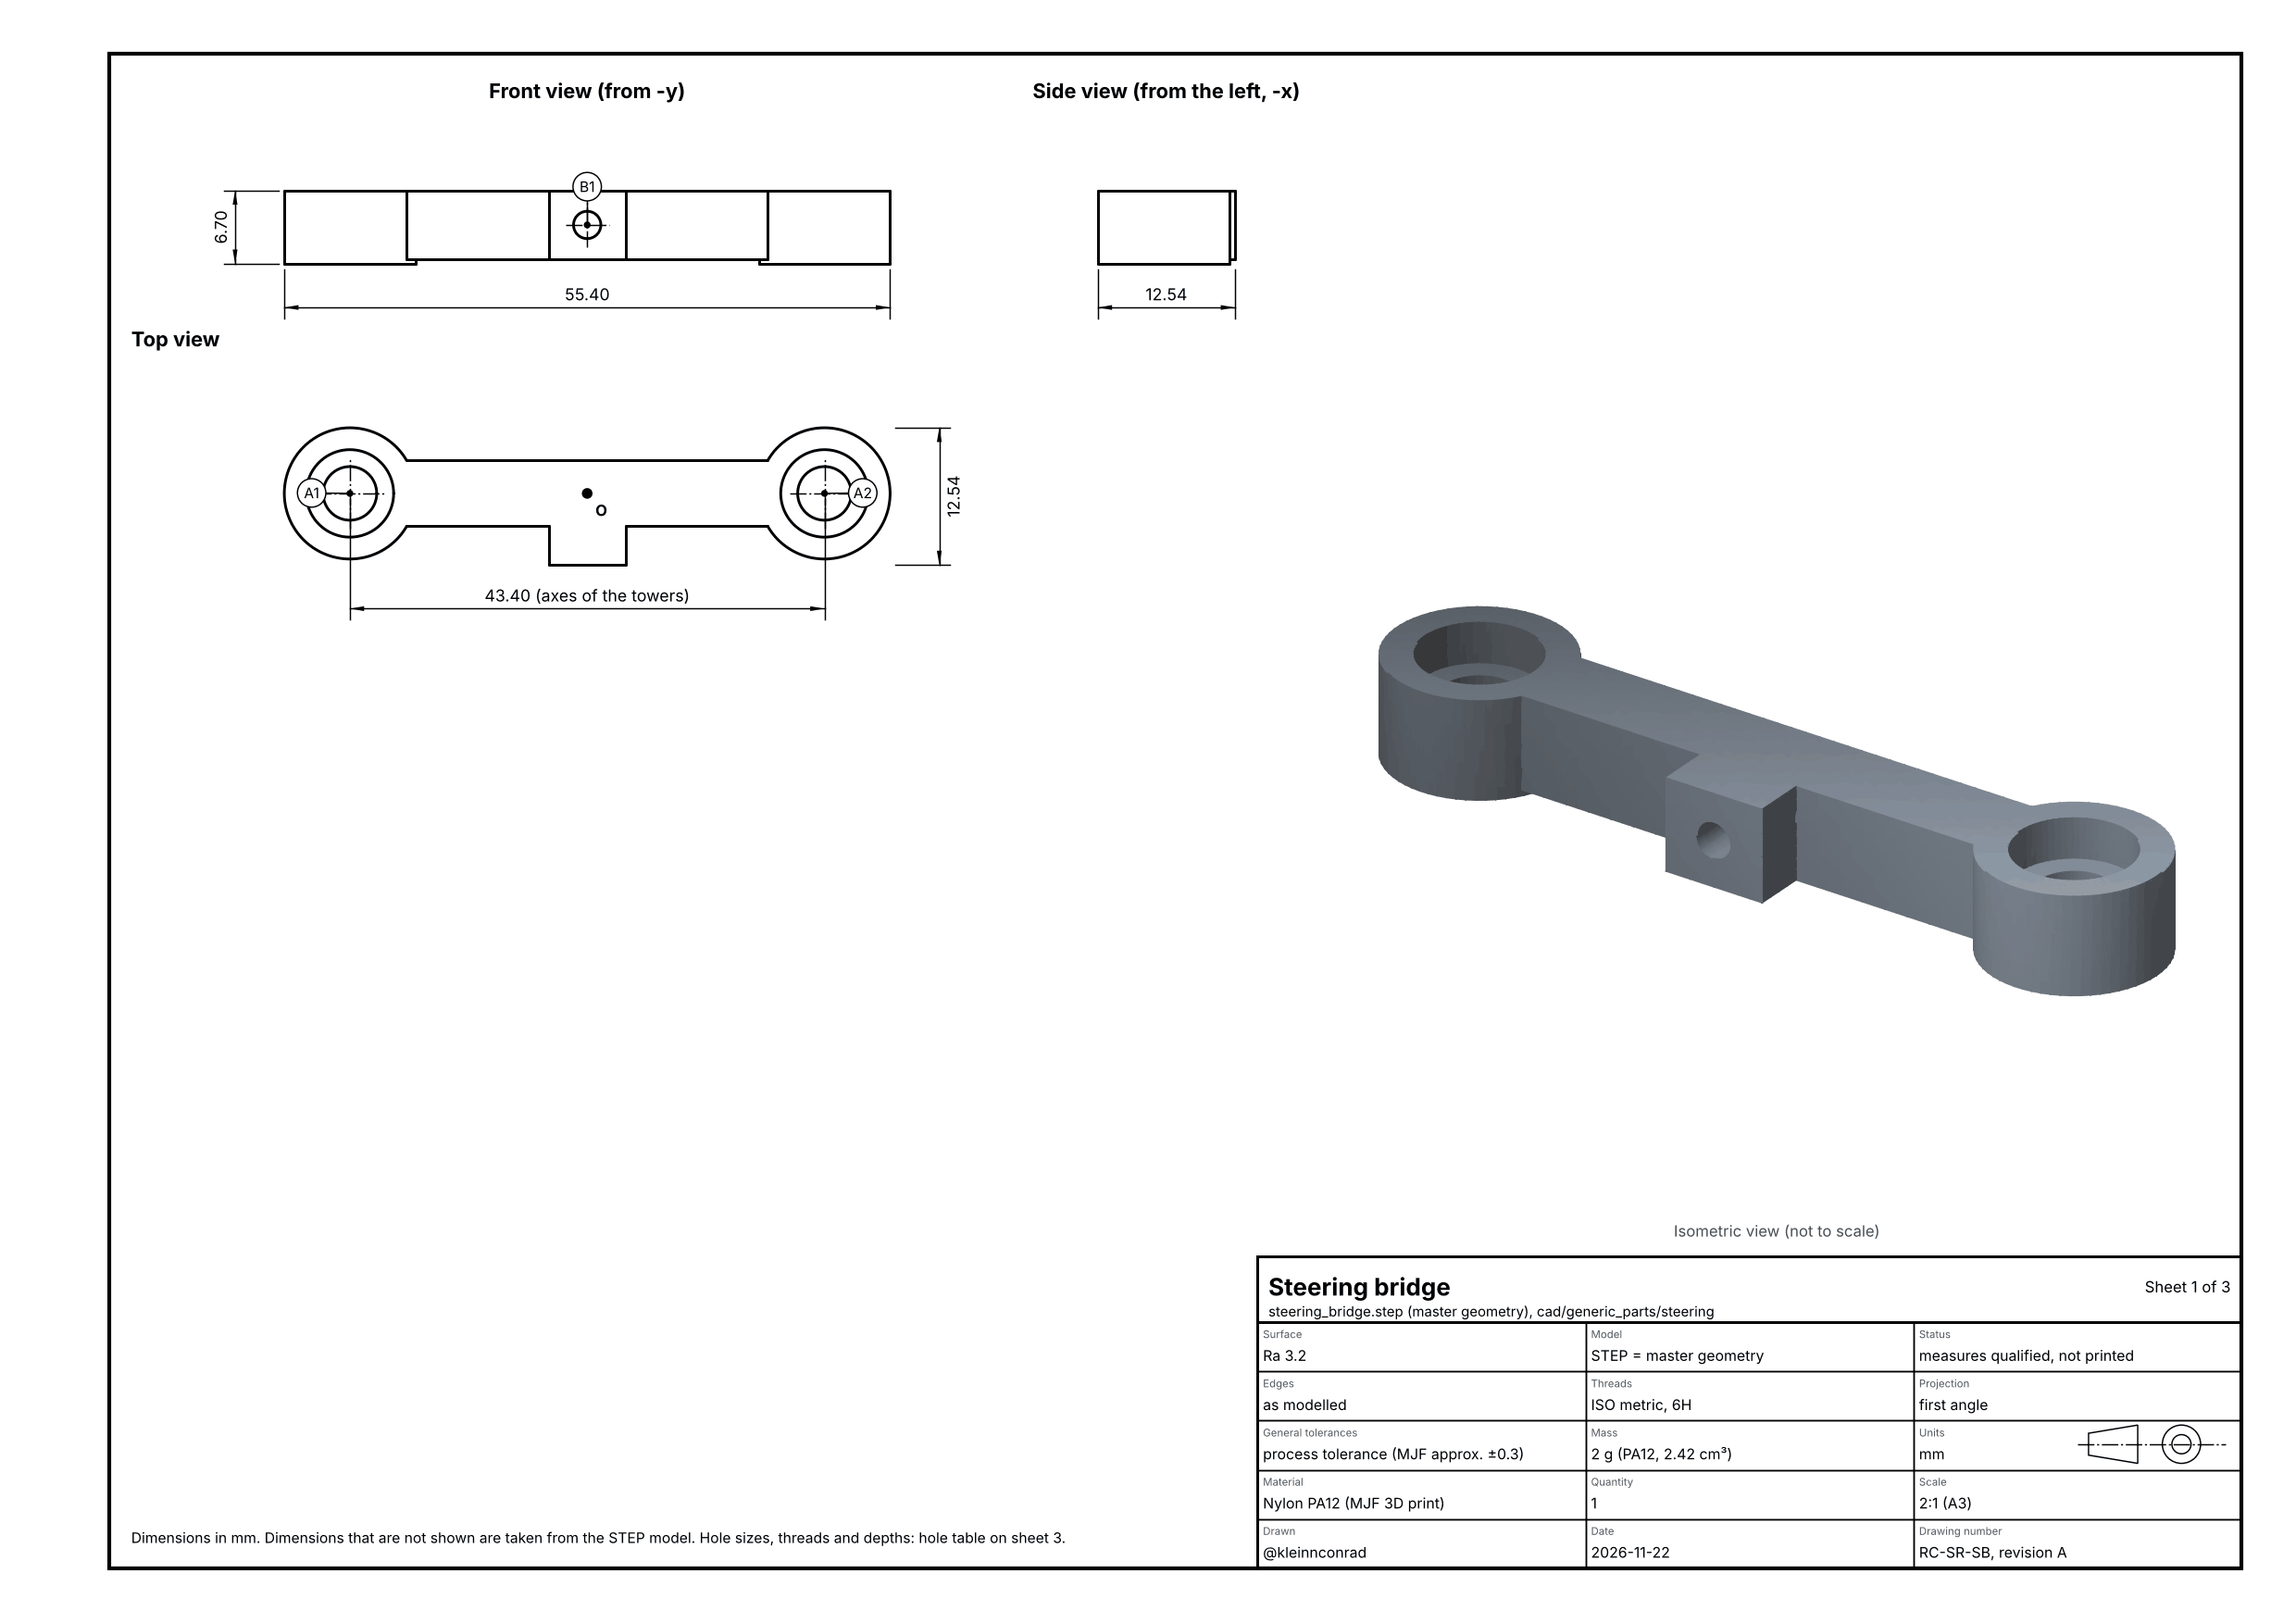 Front view (from -y)
Side view (from the left, -x)
B1
6.70
55.40
12.54
Top view
A1
A2
O
12.54
43.40 (axes of the towers)
Isometric view (not to scale)
Steering bridge
Sheet 1 of 3
steering_bridge.step (master geometry), cad/generic_parts/steering
Surface
Ra 3.2
Model
STEP = master geometry
Status
measures qualified, not printed
Edges
as modelled
Threads
ISO metric, 6H
Projection
first angle
General tolerances
process tolerance (MJF approx. ±0.3)
Mass
2 g (PA12, 2.42 cm³)
Units
mm
Material
Nylon PA12 (MJF 3D print)
Quantity
1
Scale
2:1 (A3)
Drawn
@kleinnconrad
Date
2026-11-22
Drawing number
RC-SR-SB, revision A
Dimensions in mm. Dimensions that are not shown are taken from the STEP model. Hole sizes, threads and depths: hole table on sheet 3.